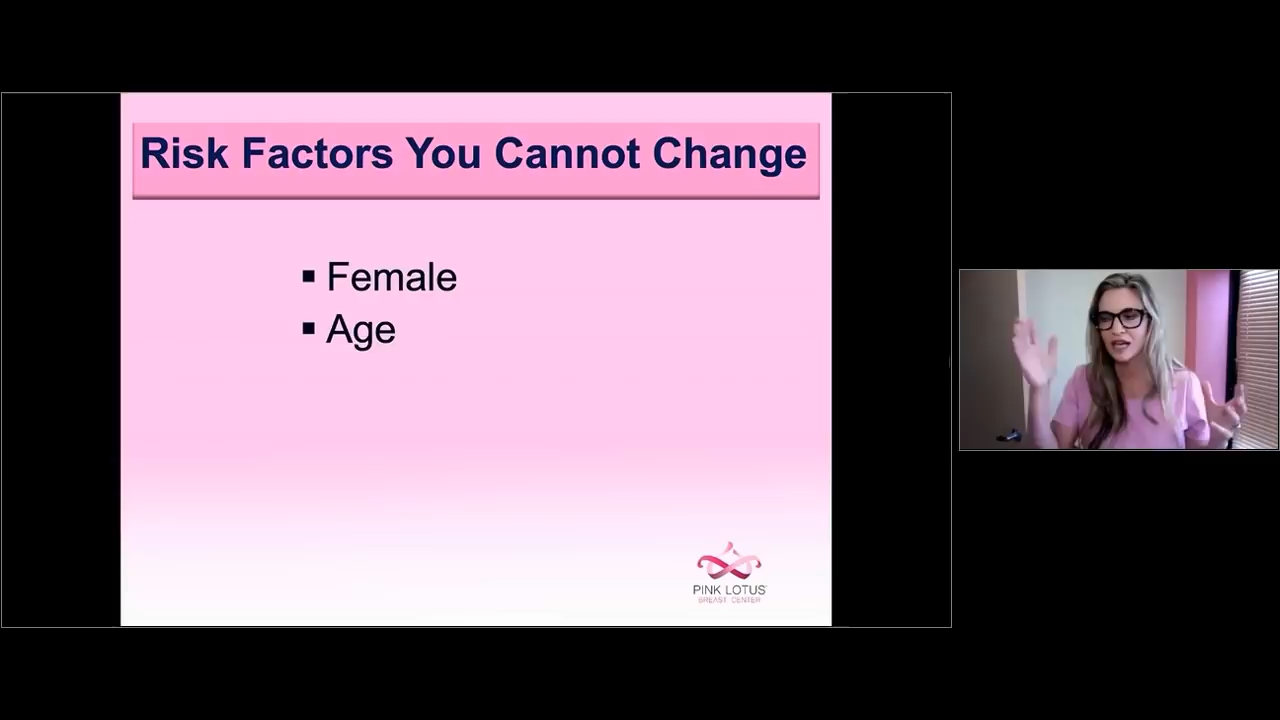 Risk Factors You Cannot Change
▪ Female
▪ Age
PINK LOTUS
BREAST CENTER